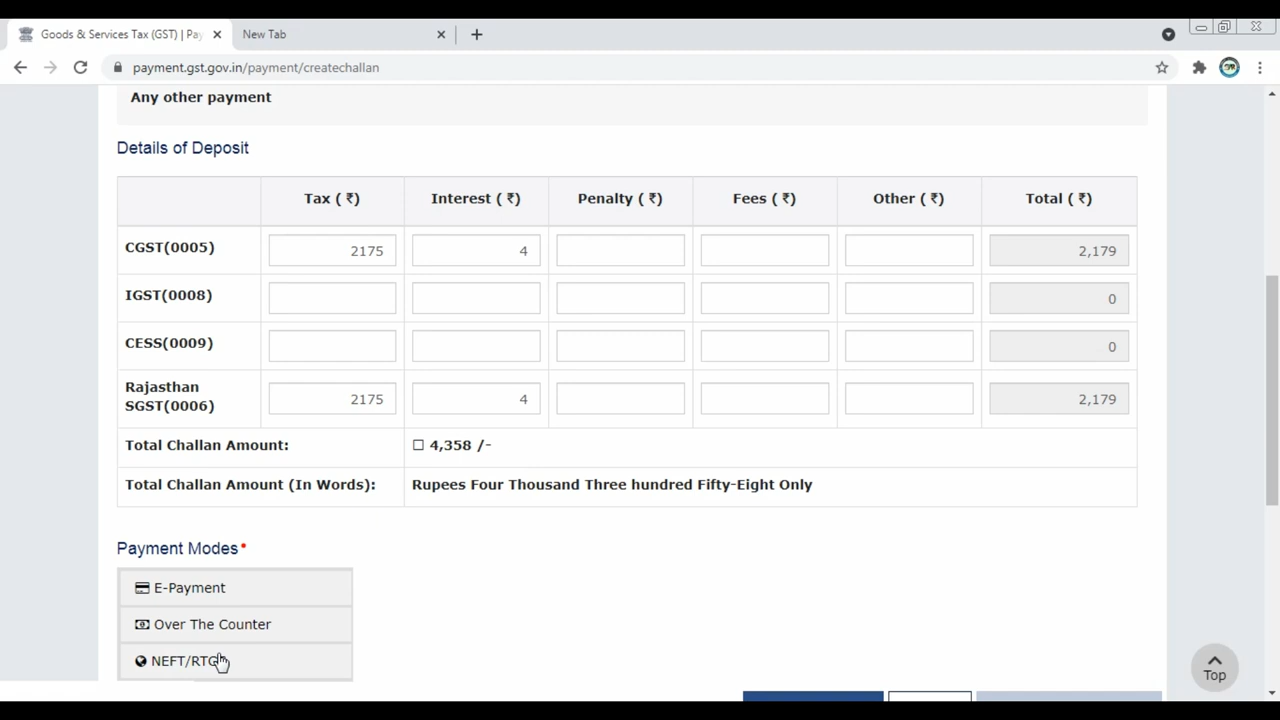 Goods & Services Tax (GST) | Pay
New Tab
payment.gst.gov.in/payment/createchallan
Any other payment
Details of Deposit
Tax ( ₹) Interest ( ₹) Penalty ( ₹) Fees ( ₹) Other ( ₹) Total ( ₹)
CGST(0005) 2175 4 2,179
IGST(0008) 0
CESS(0009) 0
Rajasthan
SGST(0006) 2175 4 2,179
Total Challan Amount: ☐ 4,358 /-
Total Challan Amount (In Words): Rupees Four Thousand Three hundred Fifty-Eight Only
Payment Modes*
E-Payment
Over The Counter
NEFT/RTG
Top